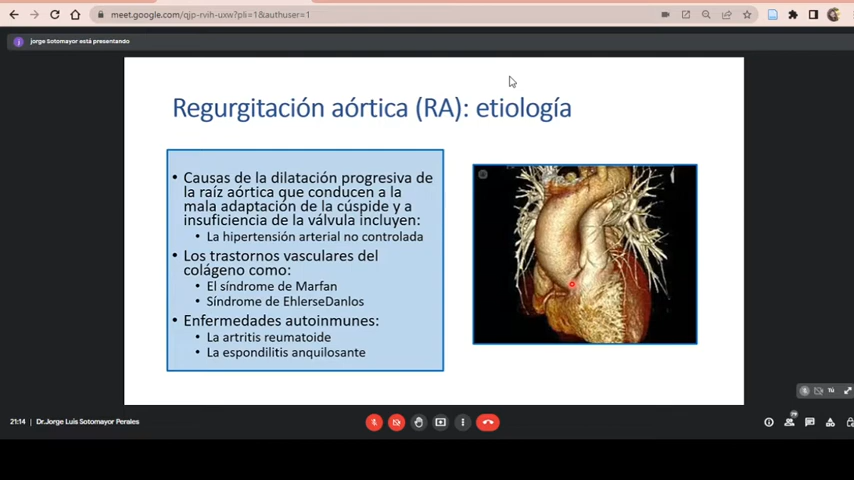 meet.google.com/qjp-rvih-uxw?pli=1&authuser=1
j
jorge Sotomayor está presentando
Regurgitación aórtica (RA): etiología
• Causas de la dilatación progresiva de
la raíz aórtica que conducen a la
mala adaptación de la cúspide y a
insuficiencia de la válvula incluyen:
• La hipertensión arterial no controlada
• Los trastornos vasculares del
colágeno como:
• El síndrome de Marfan
• Síndrome de EhlerseDanlos
• Enfermedades autoinmunes:
• La artritis reumatoide
• La espondilitis anquilosante
Tú
21:14
Dr.Jorge Luis Sotomayor Perales